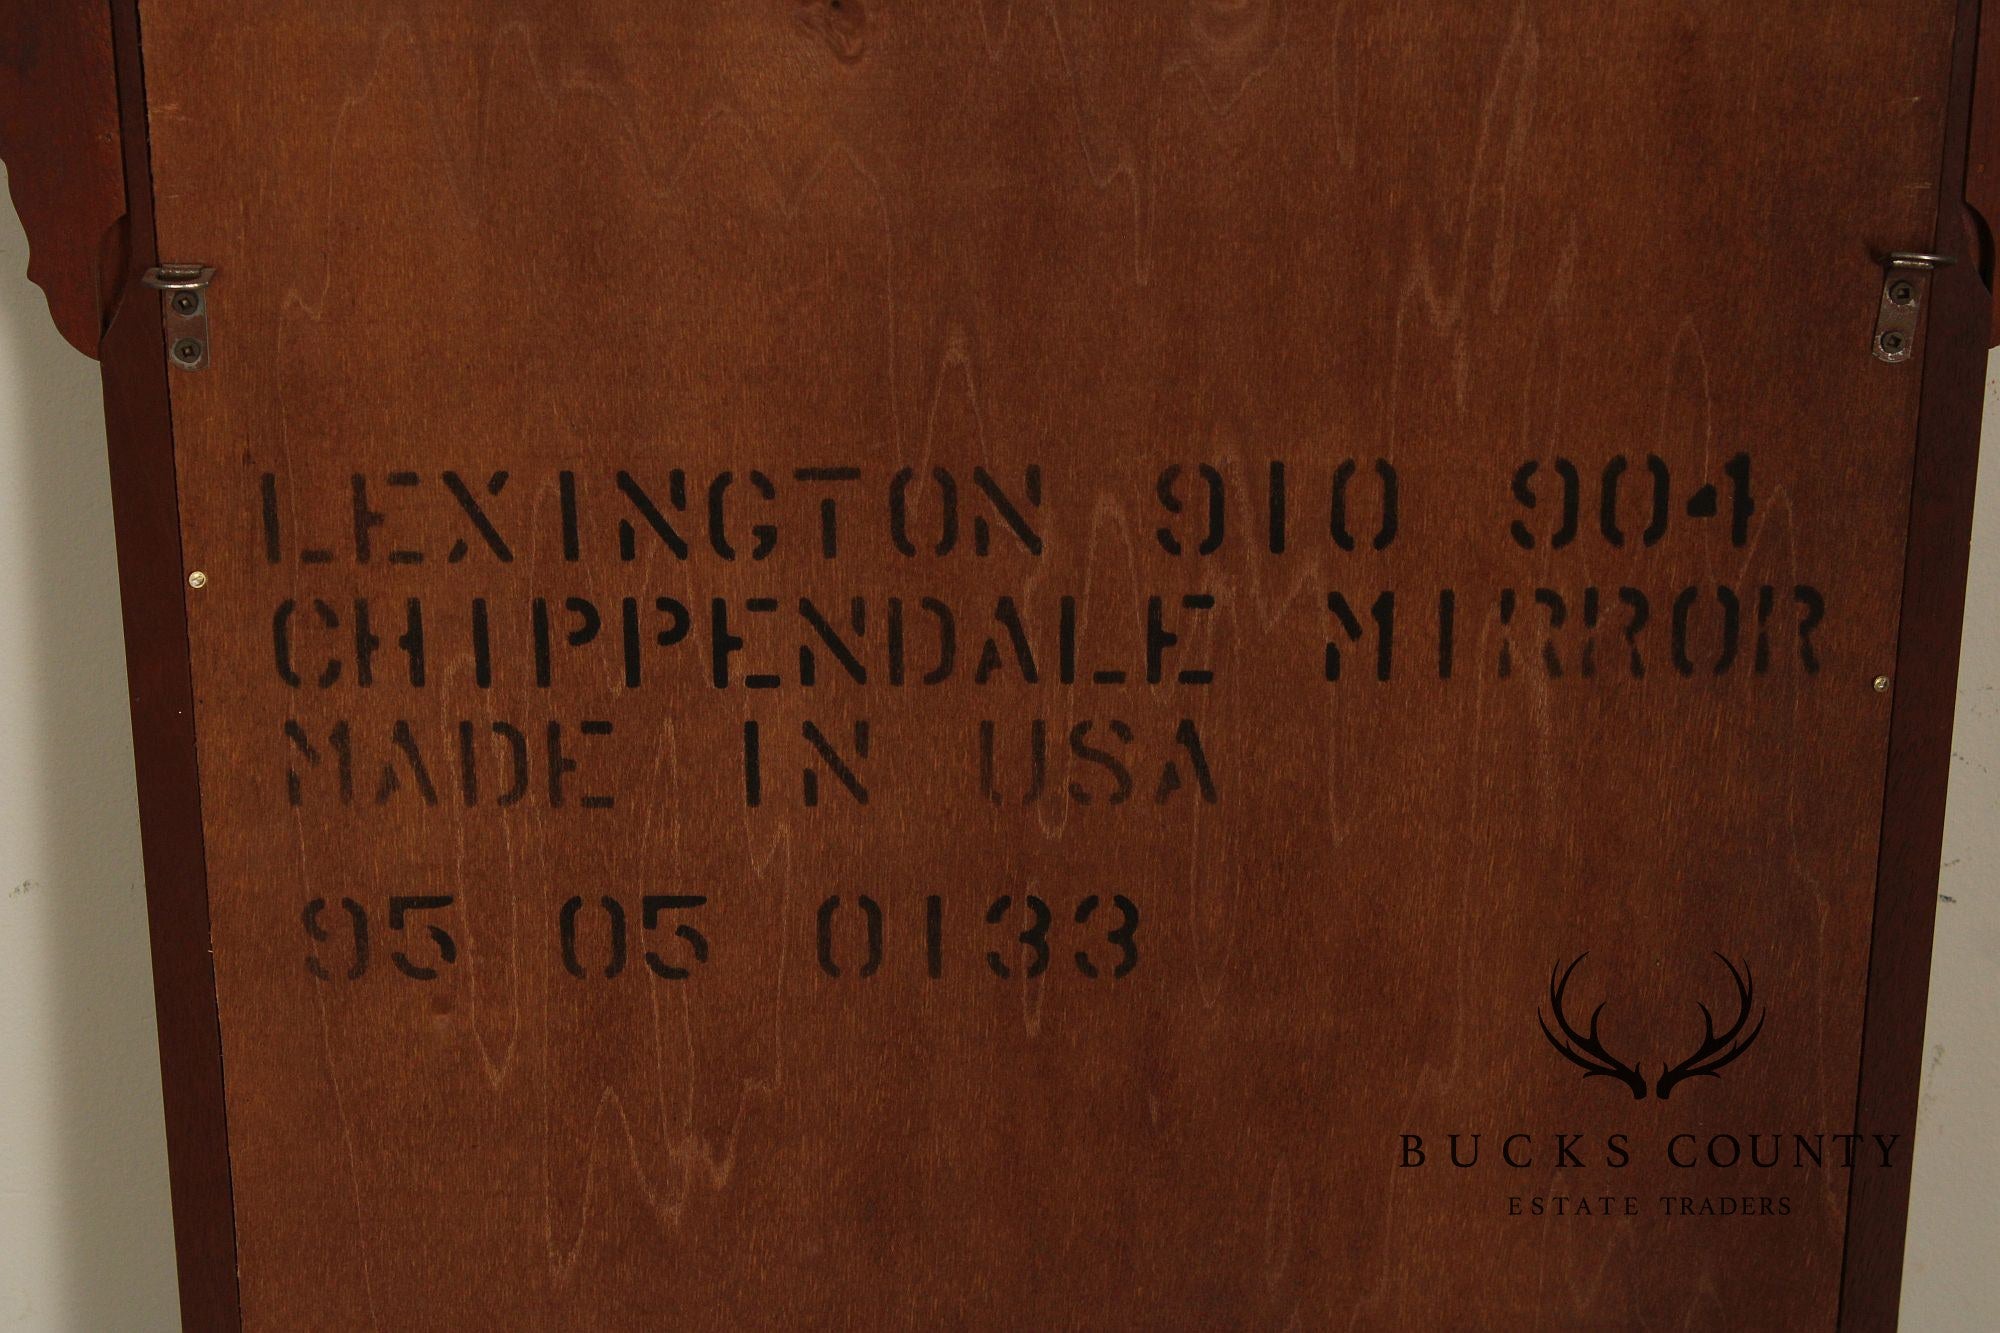 LEXINGTON 910 904
CHIPPENDALE MIRROR
MADE IN USA
95 05 0133
BUCKS COUNTY
ESTATE TRADERS